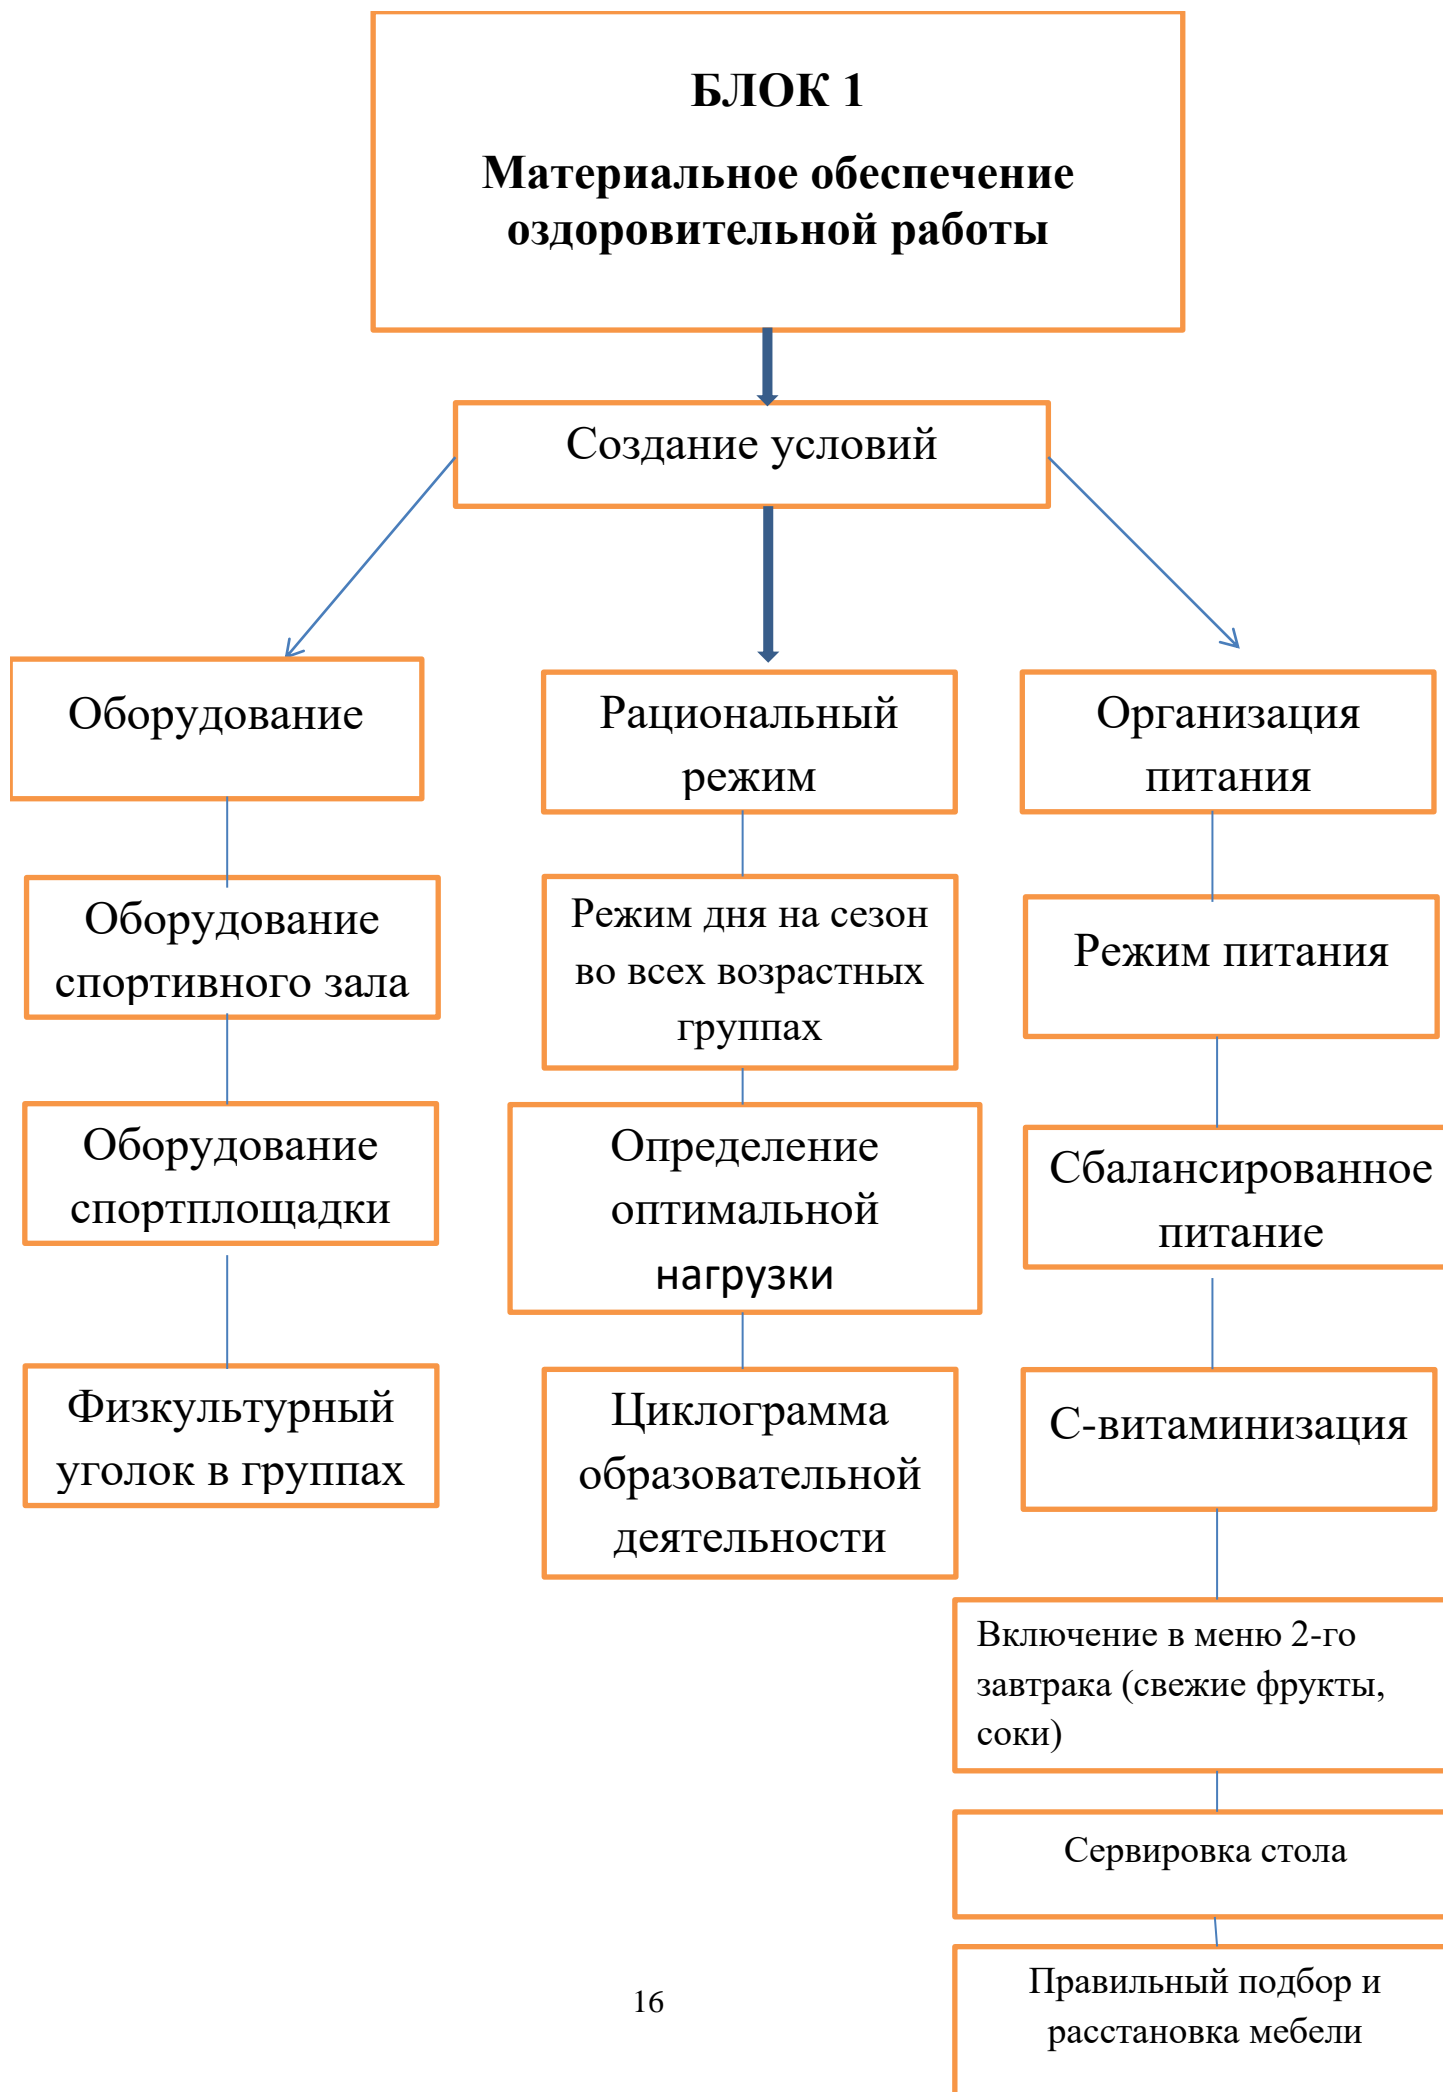 БЛОК 1
Материальное обеспечение
оздоровительной работы
Создание условий
Оборудование
Рациональный
режим
Организация
питания
Оборудование
спортивного зала
Режим дня на сезон
во всех возрастных
группах
Режим питания
Оборудование
спортплощадки
Определение
оптимальной
нагрузки
Сбалансированное
питание
Физкультурный
уголок в группах
Циклограмма
образовательной
деятельности
С-витаминизация
Включение в меню 2-го
завтрака (свежие фрукты,
соки)
Сервировка стола
Правильный подбор и
расстановка мебели
16